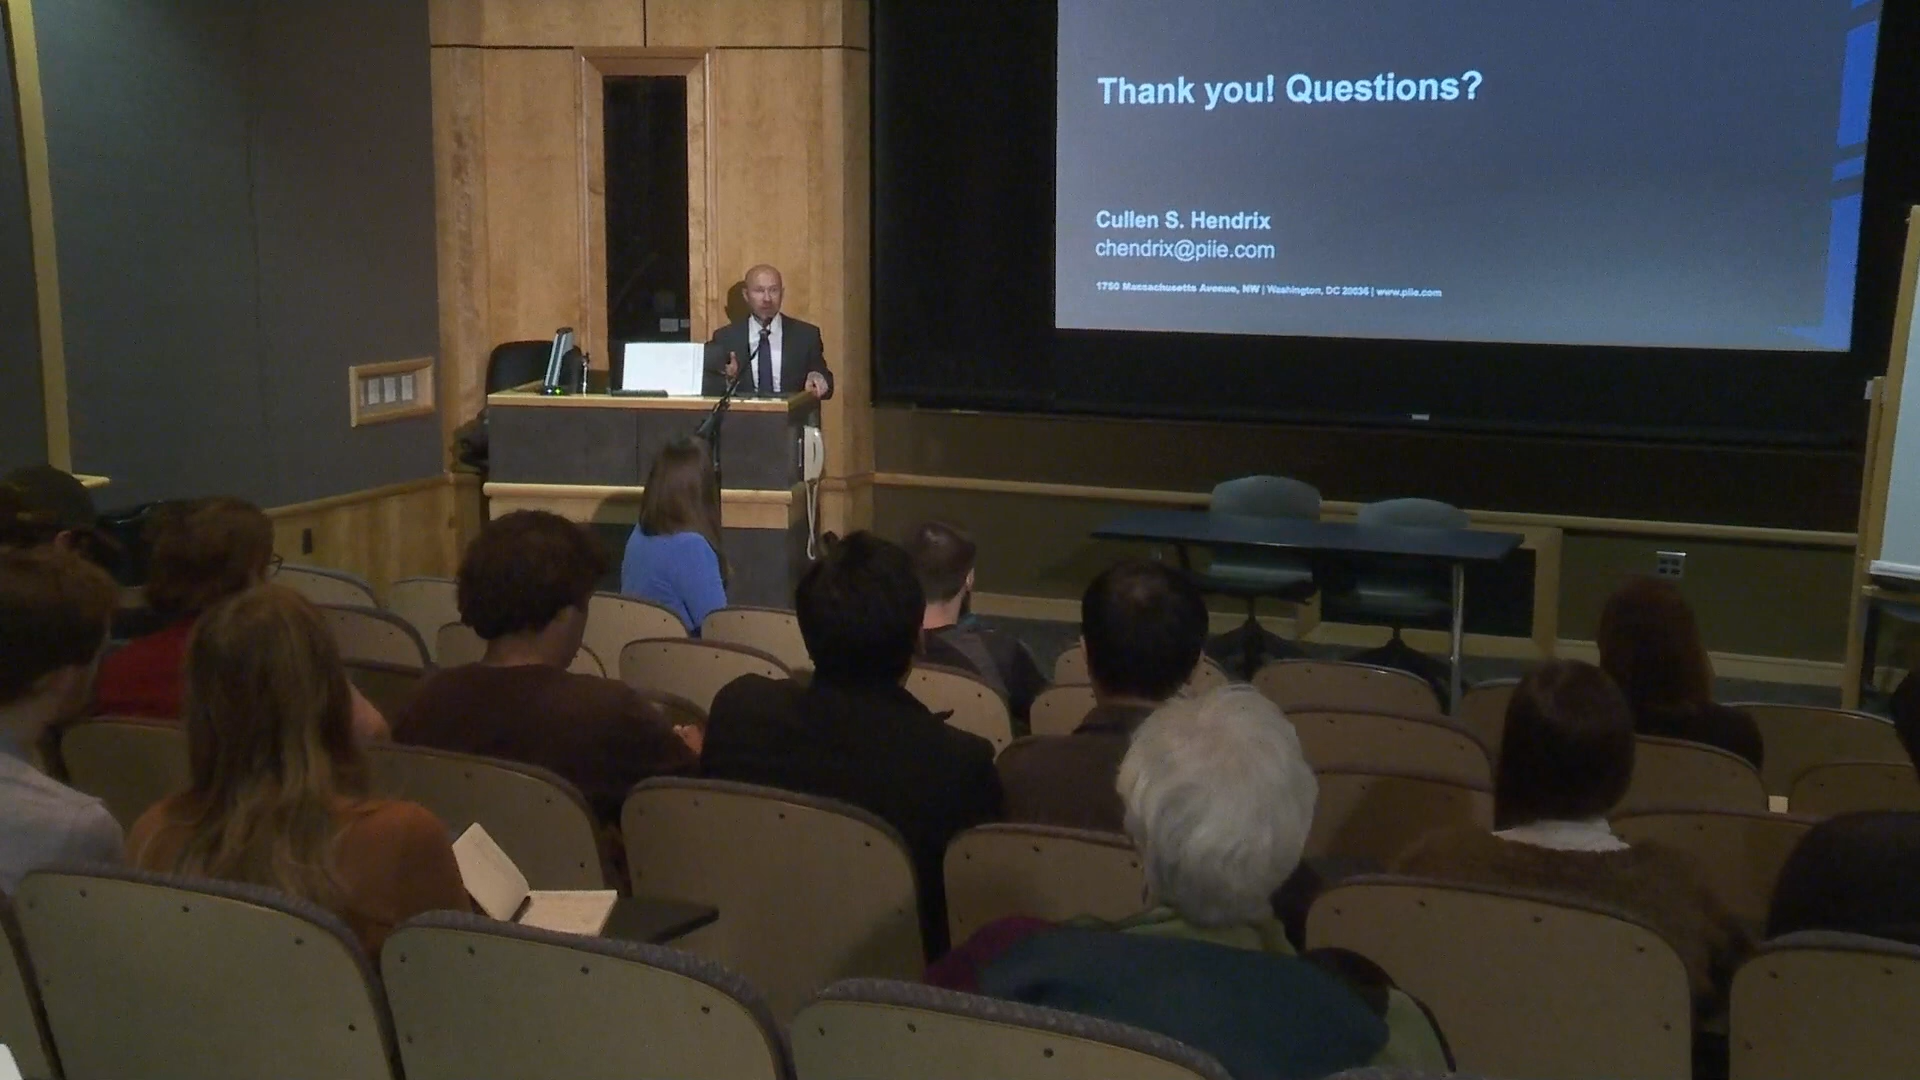 Thank you! Questions?
Cullen S. Hendrix
chendrix@piie.com
1750 Massachusetts Avenue, NW | Washington, DC 20036 | www.piie.com